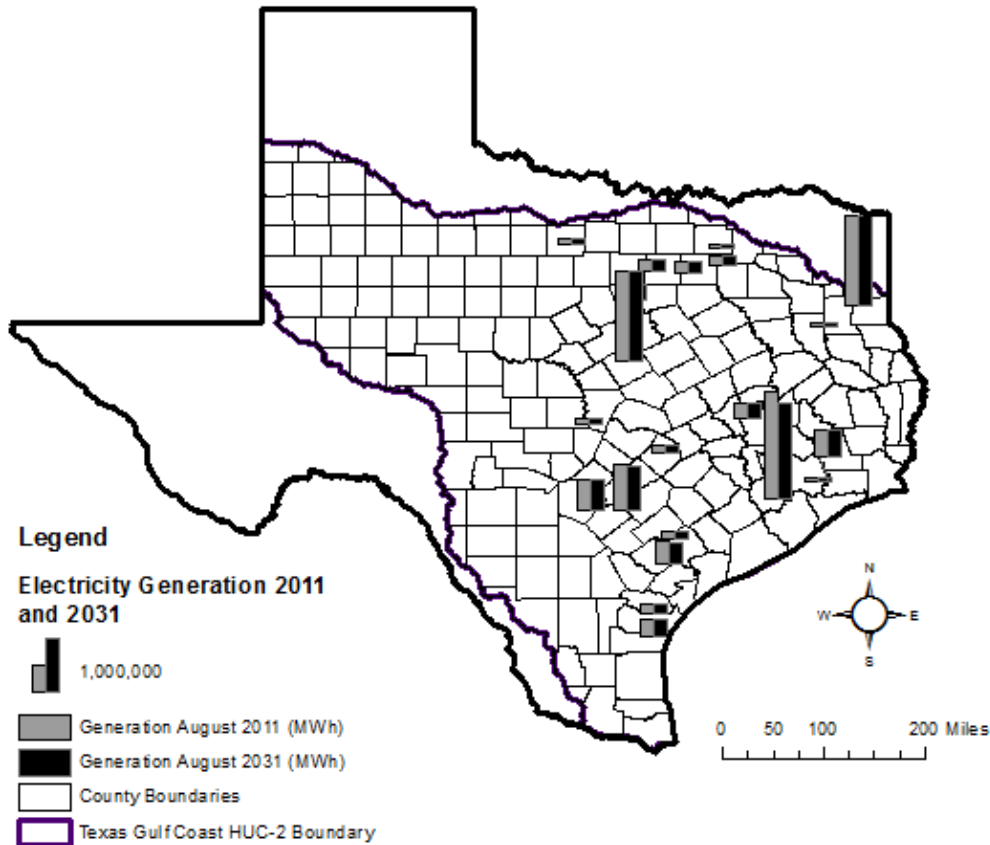 Legend
Electricity Generation 2011
and 2031
1,000,000
Generation August 2011 (MWh)
Generation August 2031 (MWh)
County Boundaries
Texas Gulf Coast HUC-2 Boundary
N
W E
S
0 50 100 200 Miles